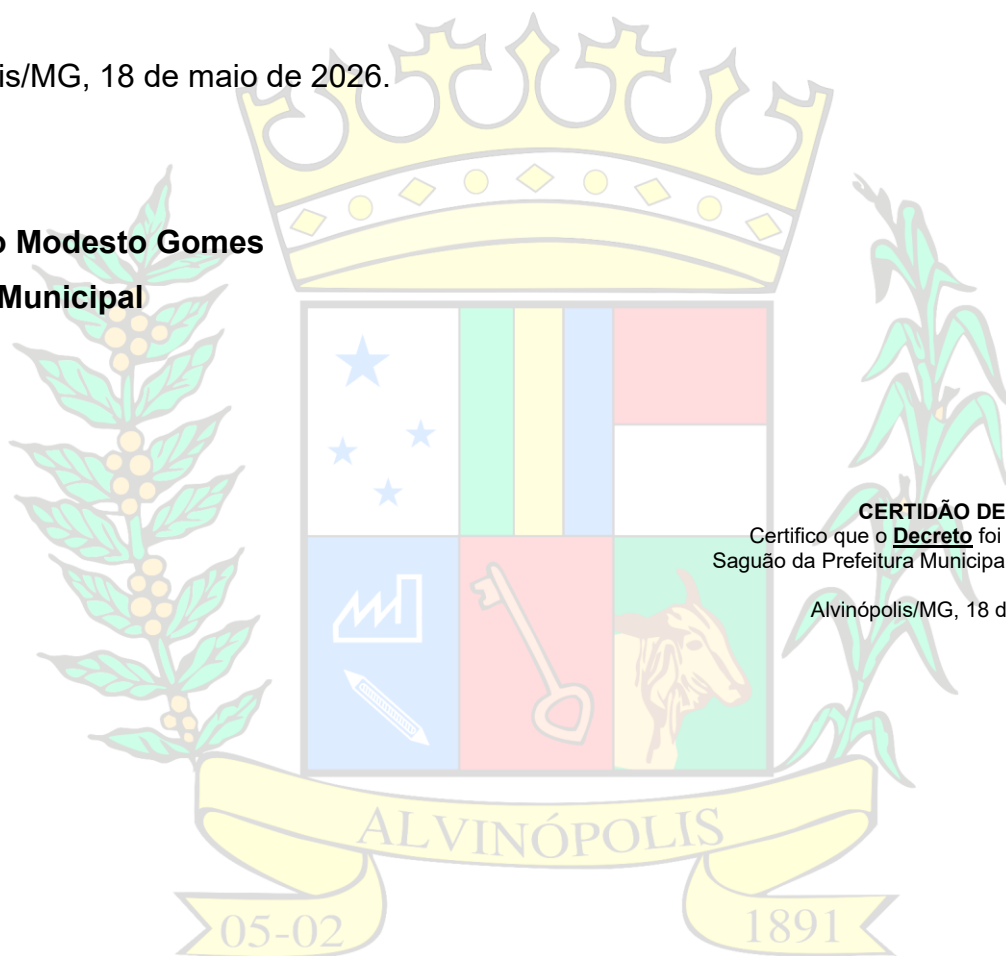 is/MG, 18 de maio de 2026.
o Modesto Gomes
Municipal
CERTIDÃO DE
Certifico que o Decreto foi
Saguão da Prefeitura Municipa
Alvinópolis/MG, 18 d
ALVINÓPOLIS
05-02
1891